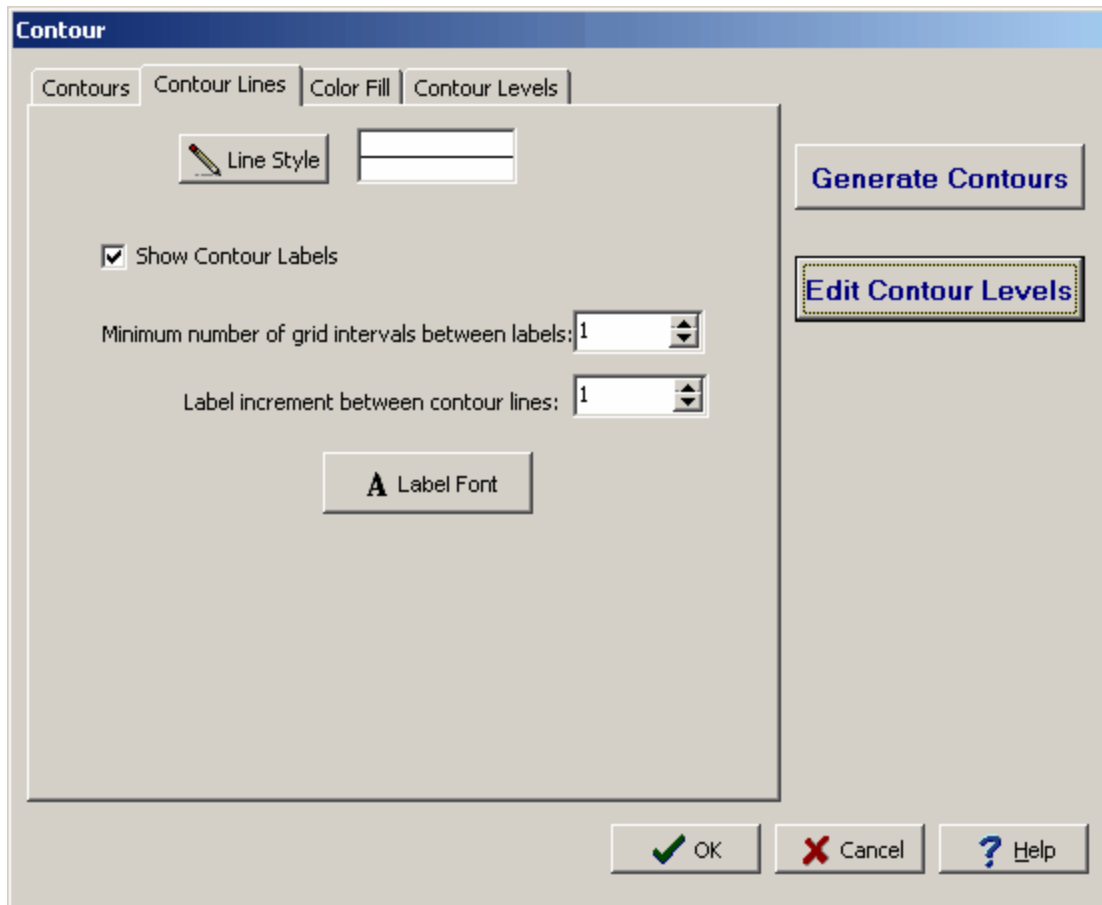 Contour
Contours Contour Lines Color Fill Contour Levels
Line Style
Generate Contours
Show Contour Labels
Edit Contour Levels
Minimum number of grid intervals between labels: 1
Label increment between contour lines: 1
A Label Font
OK Cancel ? Help